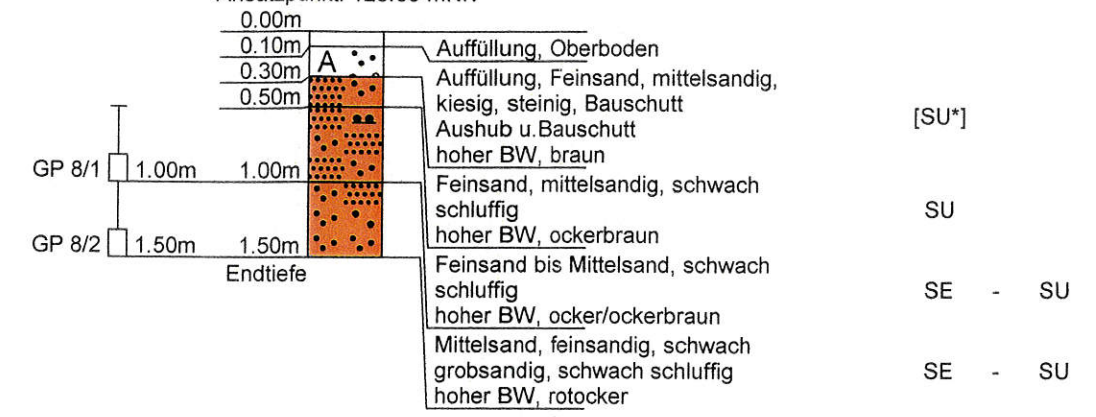 0.00m
0.10m
0.30m
0.50m
A
GP 8/1 1.00m 1.00m
GP 8/2 1.50m 1.50m
Endtiefe
Auffüllung, Oberboden
Auffüllung, Feinsand, mittelsandig,
kiesig, steinig, Bauschutt
Aushub u.Bauschutt
hoher BW, braun
[SU*]
Feinsand, mittelsandig, schwach
schluffig
hoher BW, ockerbraun
SU
Feinsand bis Mittelsand, schwach
schluffig
hoher BW, ocker/ockerbraun
SE - SU
Mittelsand, feinsandig, schwach
grobsandig, schwach schluffig
hoher BW, rotocker
SE - SU